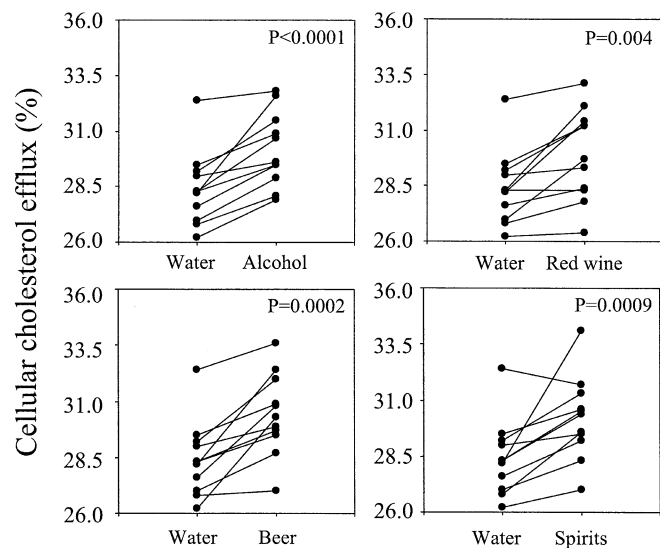 Cellular cholesterol efflux (%)
36.0
33.5
31.0
28.5
26.0
P<0.0001
Water Alcohol
36.0
33.5
31.0
28.5
26.0
P=0.004
Water Red wine
36.0
33.5
31.0
28.5
26.0
P=0.0002
Water Beer
36.0
33.5
31.0
28.5
26.0
P=0.0009
Water Spirits